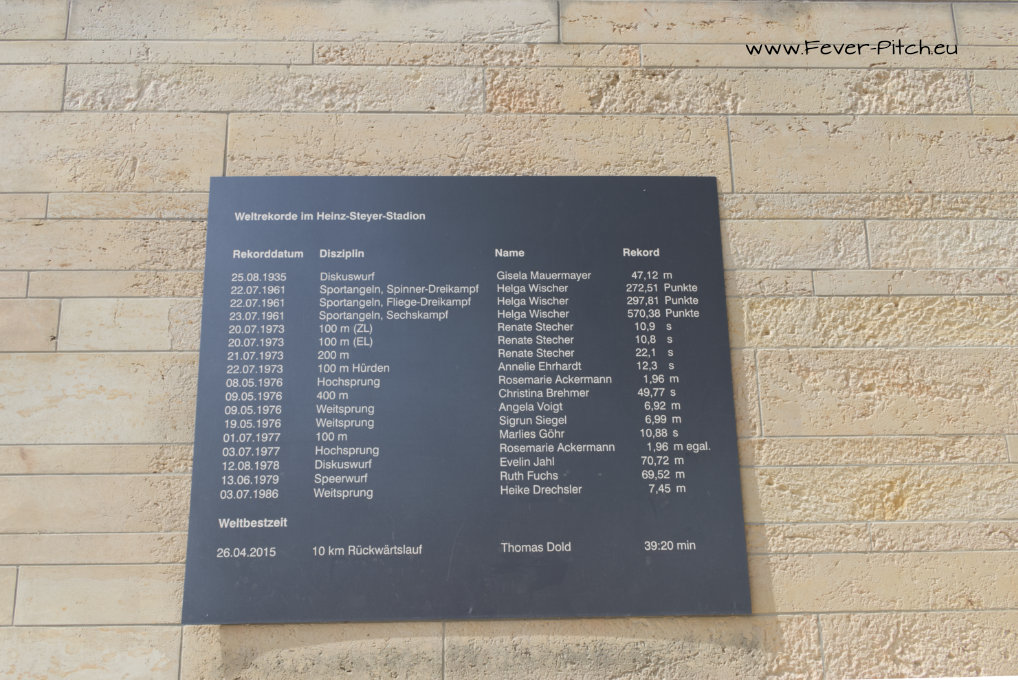 www.Fever-Pitch.eu
Weltrekorde im Heinz-Steyer-Stadion
Rekorddatum Disziplin Name Rekord
25.08.1935 Diskuswurf Gisela Mauermayer 47,12 m
22.07.1961 Sportangeln, Spinner-Dreikampf Helga Wischer 272,51 Punkte
22.07.1961 Sportangeln, Fliege-Dreikampf Helga Wischer 297,81 Punkte
23.07.1961 Sportangeln, Sechskampf Helga Wischer 570,38 Punkte
20.07.1973 100 m (ZL) Renate Stecher 10,9 s
20.07.1973 100 m (EL) Renate Stecher 10,8 s
21.07.1973 200 m Renate Stecher 22,1 s
22.07.1973 100 m Hürden Annelie Ehrhardt 12,3 s
08.05.1976 Hochsprung Rosemarie Ackermann 1,96 m
09.05.1976 400 m Christina Brehmer 49,77 s
09.05.1976 Weitsprung Angela Voigt 6,92 m
19.05.1976 Weitsprung Sigrun Siegel 6,99 m
01.07.1977 100 m Marlies Göhr 10,88 s
03.07.1977 Hochsprung Rosemarie Ackermann 1,96 m egal.
12.08.1978 Diskuswurf Evelin Jahl 70,72 m
13.06.1979 Speerwurf Ruth Fuchs 69,52 m
03.07.1986 Weitsprung Heike Drechsler 7,45 m
Weltbestzeit
26.04.2015 10 km Rückwärtslauf Thomas Dold 39:20 min